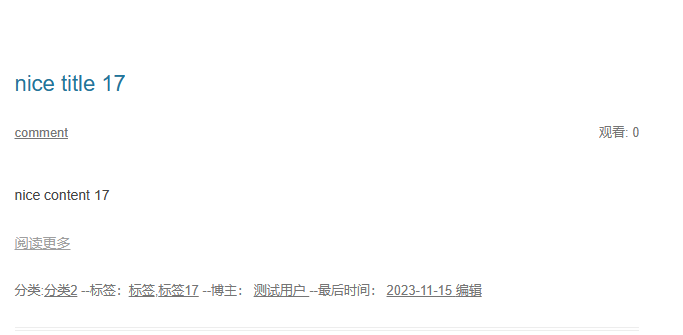 nice title 17
comment 观看: 0
nice content 17
阅读更多
分类:分类2 --标签：标签,标签17 --博主： 测试用户 --最后时间： 2023-11-15 编辑